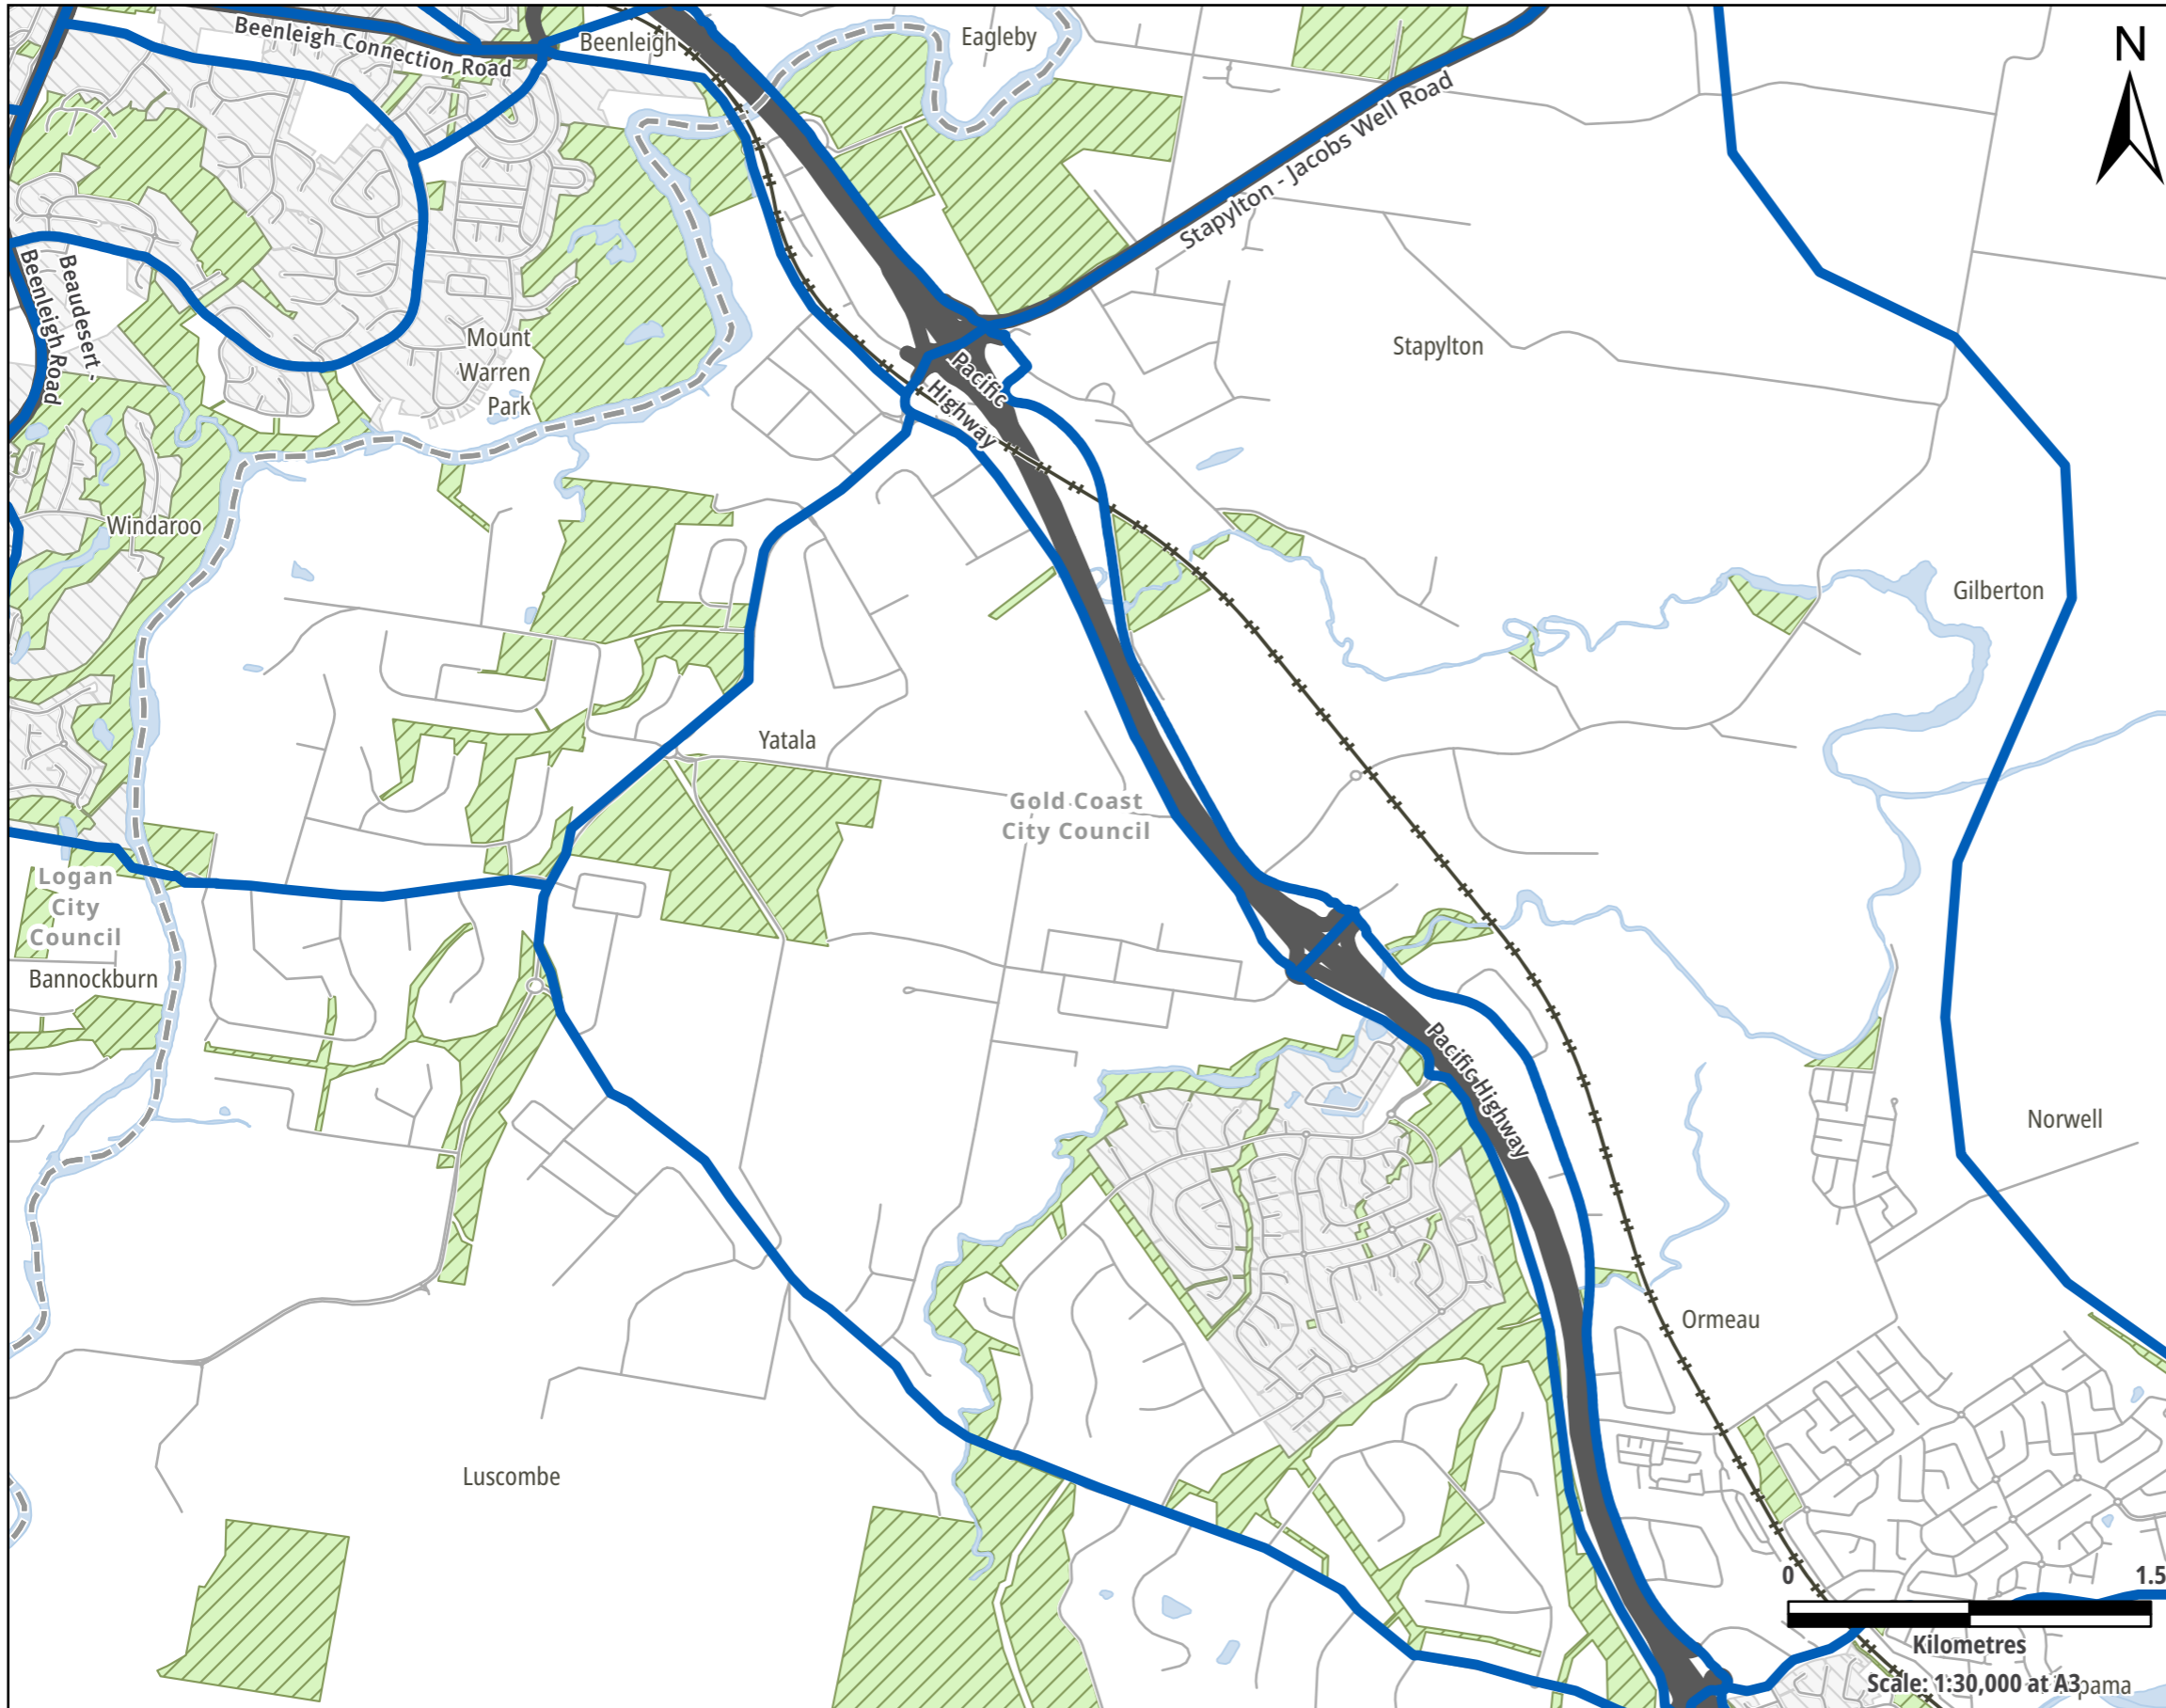 Beenleigh Connection Road
Beenleigh
Eagleby
N
Stapylton - Jacobs Well Road
Beaudesert -
Beenleigh Road
Mount
Warren
Park
Pacific
Highway
Stapylton
Windaroo
Gilberton
Yatala
Gold Coast
City Council
Logan
City
Council
Bannockburn
Pacific Highway
Norwell
Ormeau
Luscombe
0
1.5
Kilometres
Scale: 1:30,000 at A3